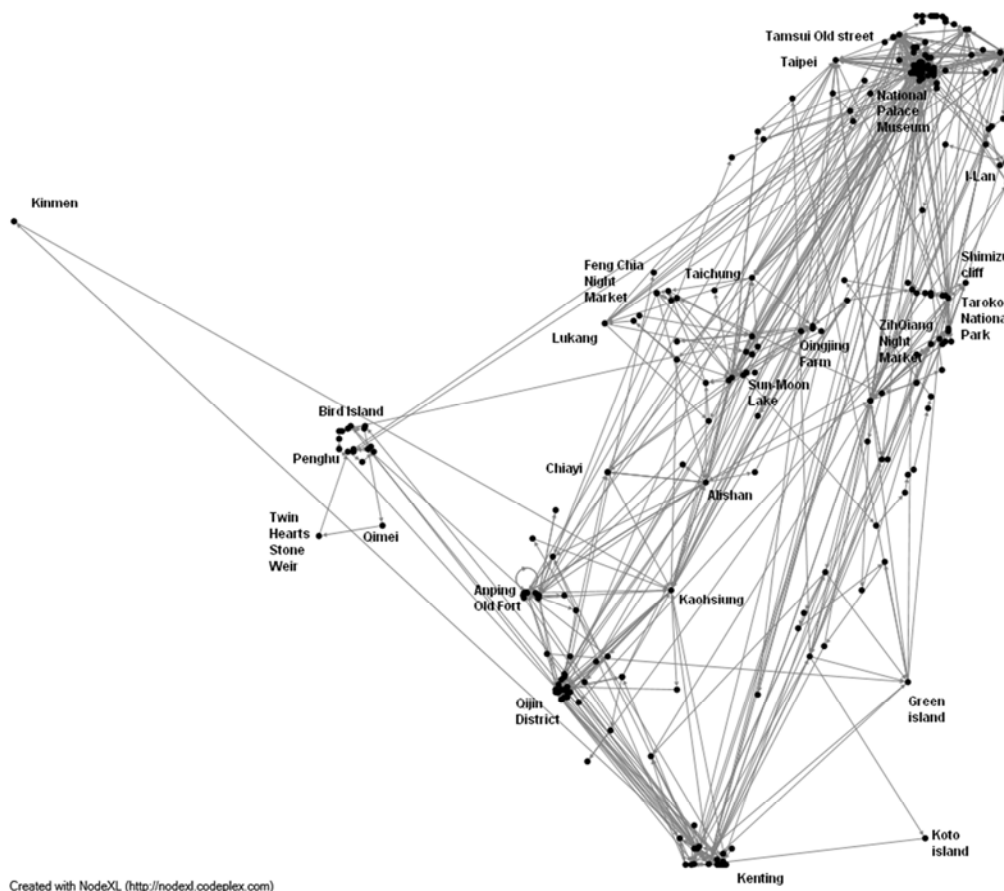 Tamsui Old street
Taipei
National
Palace
Museum
I-Lan
Kinmen
Feng Chia
Night
Market
Taichung
Shimizu
cliff
Lukang
Qingjing
Farm
ZihQiang
Night
Market
Taroko
National
Park
Sun-Moon
Lake
Bird Island
Penghu
Chiayi
Alishan
Twin
Hearts
Stone
Weir
Qimei
Anping
Old Fort
Kaohsiung
Qijin
District
Green
island
Koto
island
Kenting
Created with NodeXL (http://nodexl.codeplex.com)